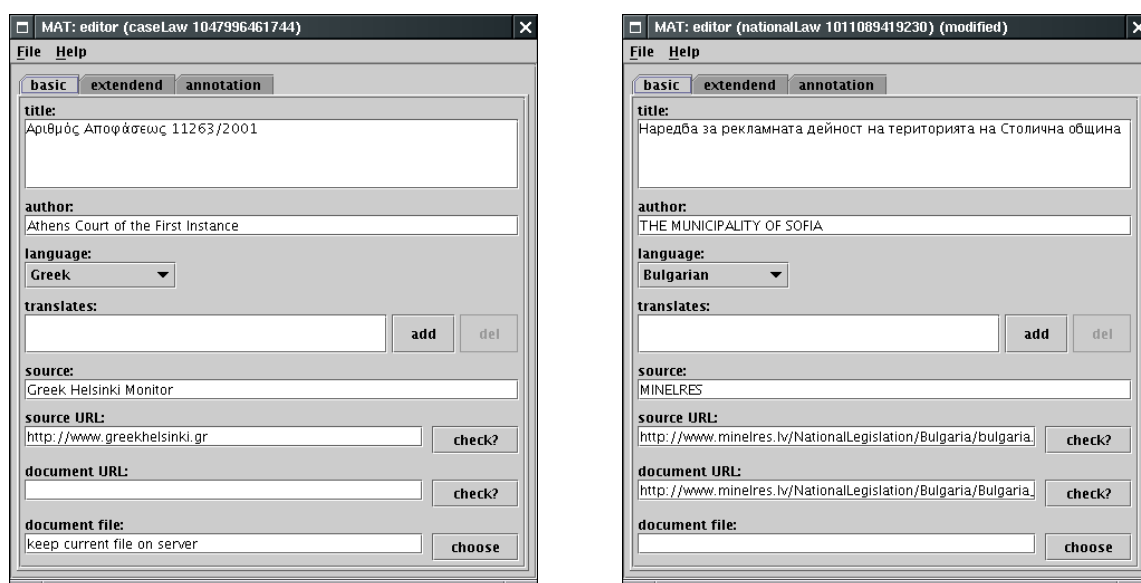 MAT: editor (caseLaw 1047996461744)
File Help
basic extendend annotation
title:
Αριθμός Αποφάσεως 11263/2001
author:
Athens Court of the First Instance
language:
Greek
translates:
add del
source:
Greek Helsinki Monitor
source URL:
http://www.greekhelsinki.gr
check?
document URL:
check?
document file:
keep current file on server
choose
MAT: editor (nationalLaw 1011089419230) (modified)
File Help
basic extendend annotation
title:
Наредба за рекламната дейност на територията на Столична община
author:
THE MUNICIPALITY OF SOFIA
language:
Bulgarian
translates:
add del
source:
MINELRES
source URL:
http://www.minelres.lv/NationalLegislation/Bulgaria/bulgaria.
check?
document URL:
http://www.minelres.lv/NationalLegislation/Bulgaria/Bulgaria_
check?
document file:
choose